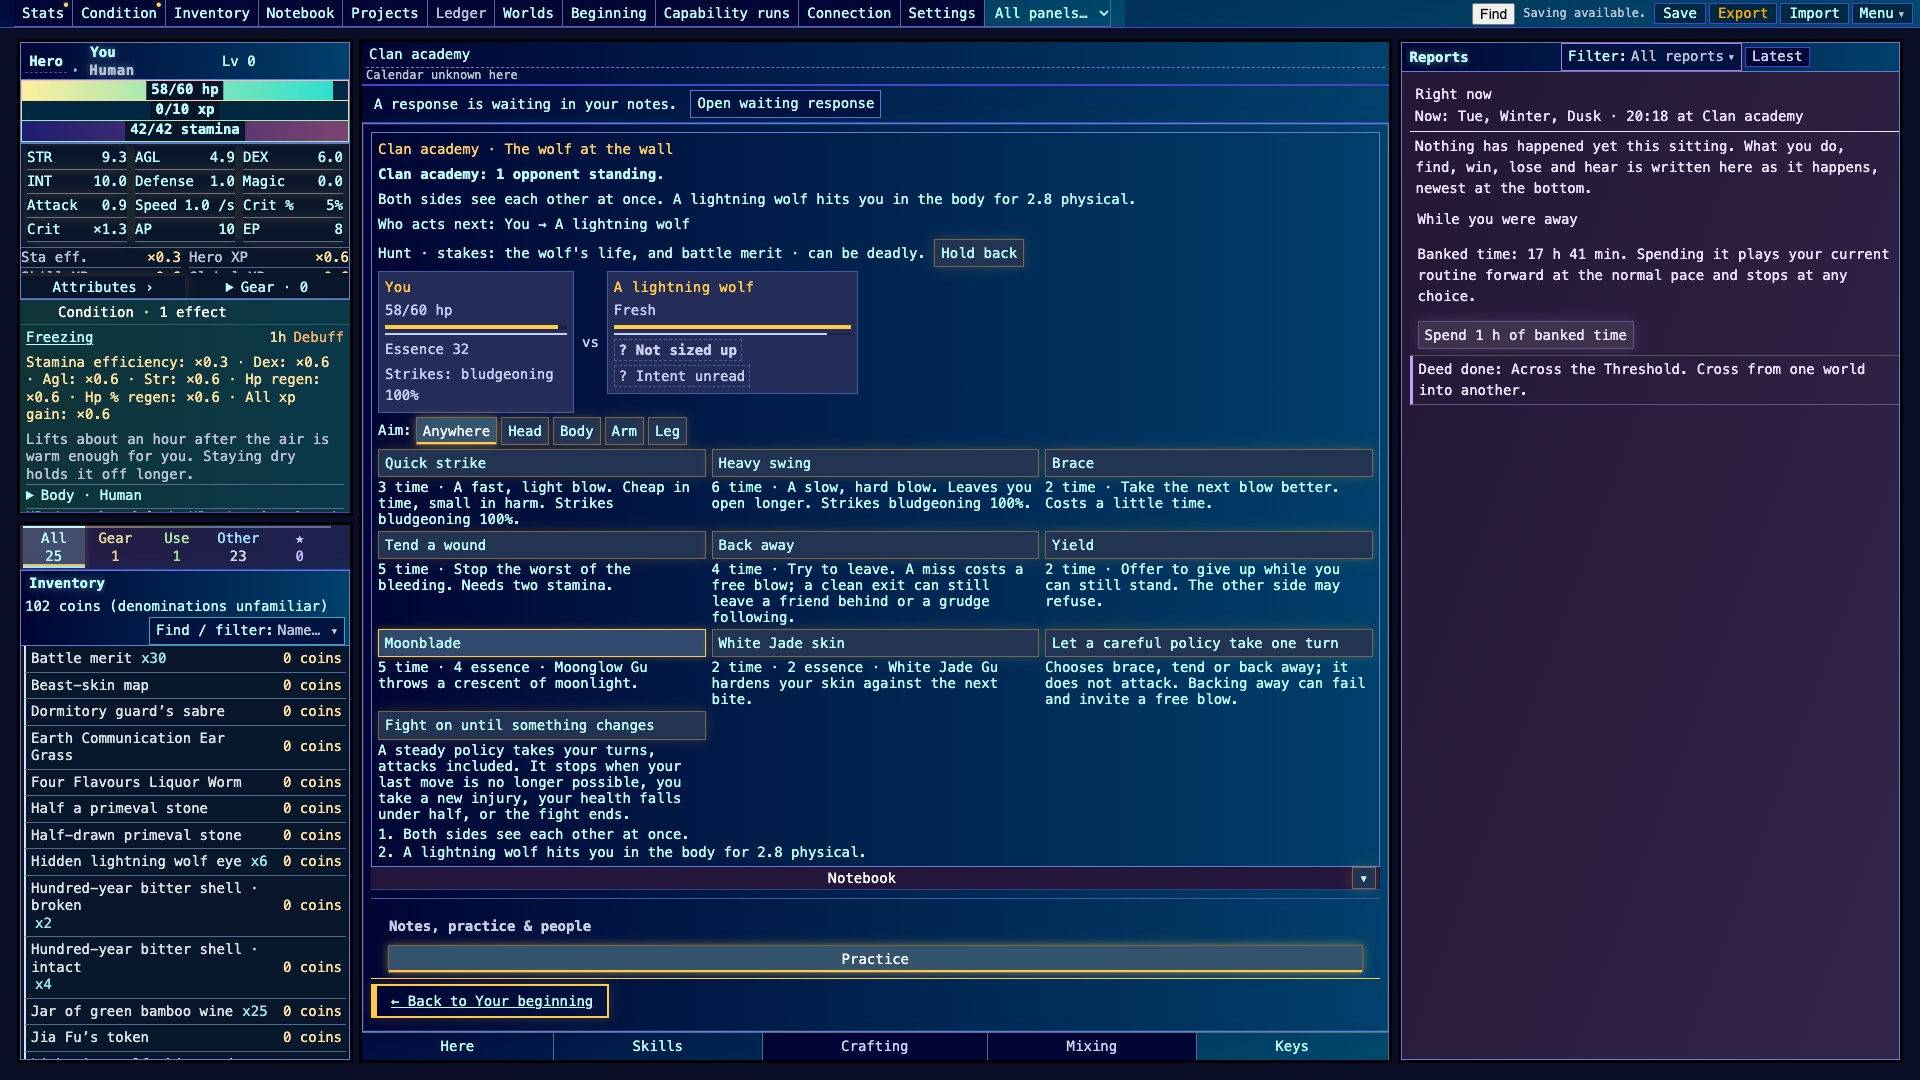 Stats
Condition
Inventory
Notebook
Projects
Ledger
Worlds
Beginning
Capability runs
Connection
Settings
All panels…
Find
Saving available.
Save
Export
Import
Menu ▾
Hero · You Human
Lv 0
58/60 hp
0/10 xp
42/42 stamina
STR 9.3 AGL 4.9 DEX 6.0
INT 10.0 Defense 1.0 Magic 0.0
Attack 0.9 Speed 1.0 /s Crit % 5%
Crit ×1.3 AP 10 EP 8
Sta eff. ×0.3 Hero XP ×0.6
Attributes ›
▶ Gear · 0
Condition · 1 effect
Freezing 1h Debuff
Stamina efficiency: ×0.3 · Dex: ×0.6
· Agl: ×0.6 · Str: ×0.6 · Hp regen:
×0.6 · Hp % regen: ×0.6 · All xp
gain: ×0.6
Lifts about an hour after the air is
warm enough for you. Staying dry
holds it off longer.
▶ Body · Human
All 25
Gear 1
Use 1
Other 23
★ 0
Inventory
102 coins (denominations unfamiliar)
Find / filter: Name… ▾
Battle merit x30 0 coins
Beast-skin map 0 coins
Dormitory guard's sabre 0 coins
Earth Communication Ear
Grass 0 coins
Four Flavours Liquor Worm 0 coins
Half a primeval stone 0 coins
Half-drawn primeval stone 0 coins
Hidden lightning wolf eye x6 0 coins
Hundred-year bitter shell ·
broken 0 coins
x2
Hundred-year bitter shell ·
intact 0 coins
x4
Jar of green bamboo wine x25 0 coins
Jia Fu's token 0 coins
Clan academy
Calendar unknown here
A response is waiting in your notes.
Open waiting response
Clan academy · The wolf at the wall
Clan academy: 1 opponent standing.
Both sides see each other at once. A lightning wolf hits you in the body for 2.8 physical.
Who acts next: You → A lightning wolf
Hunt · stakes: the wolf's life, and battle merit · can be deadly.
Hold back
You
58/60 hp
Essence 32
Strikes: bludgeoning
100%
vs
A lightning wolf
Fresh
? Not sized up
? Intent unread
Aim: Anywhere Head Body Arm Leg
Quick strike
3 time · A fast, light blow. Cheap in
time, small in harm. Strikes
bludgeoning 100%.
Heavy swing
6 time · A slow, hard blow. Leaves you
open longer. Strikes bludgeoning 100%.
Brace
2 time · Take the next blow better.
Costs a little time.
Tend a wound
5 time · Stop the worst of the
bleeding. Needs two stamina.
Back away
4 time · Try to leave. A miss costs a
free blow; a clean exit can still
leave a friend behind or a grudge
following.
Yield
2 time · Offer to give up while you
can still stand. The other side may
refuse.
Moonblade
5 time · 4 essence · Moonglow Gu
throws a crescent of moonlight.
White Jade skin
2 time · 2 essence · White Jade Gu
hardens your skin against the next
bite.
Let a careful policy take one turn
Chooses brace, tend or back away; it
does not attack. Backing away can fail
and invite a free blow.
Fight on until something changes
A steady policy takes your turns,
attacks included. It stops when your
last move is no longer possible, you
take a new injury, your health falls
under half, or the fight ends.
1. Both sides see each other at once.
2. A lightning wolf hits you in the body for 2.8 physical.
Notebook
▼
Notes, practice & people
Practice
← Back to Your beginning
Here
Skills
Crafting
Mixing
Keys
Reports
Filter: All reports ▾
Latest
Right now
Now: Tue, Winter, Dusk · 20:18 at Clan academy
Nothing has happened yet this sitting. What you do,
find, win, lose and hear is written here as it happens,
newest at the bottom.
While you were away
Banked time: 17 h 41 min. Spending it plays your current
routine forward at the normal pace and stops at any
choice.
Spend 1 h of banked time
Deed done: Across the Threshold. Cross from one world
into another.